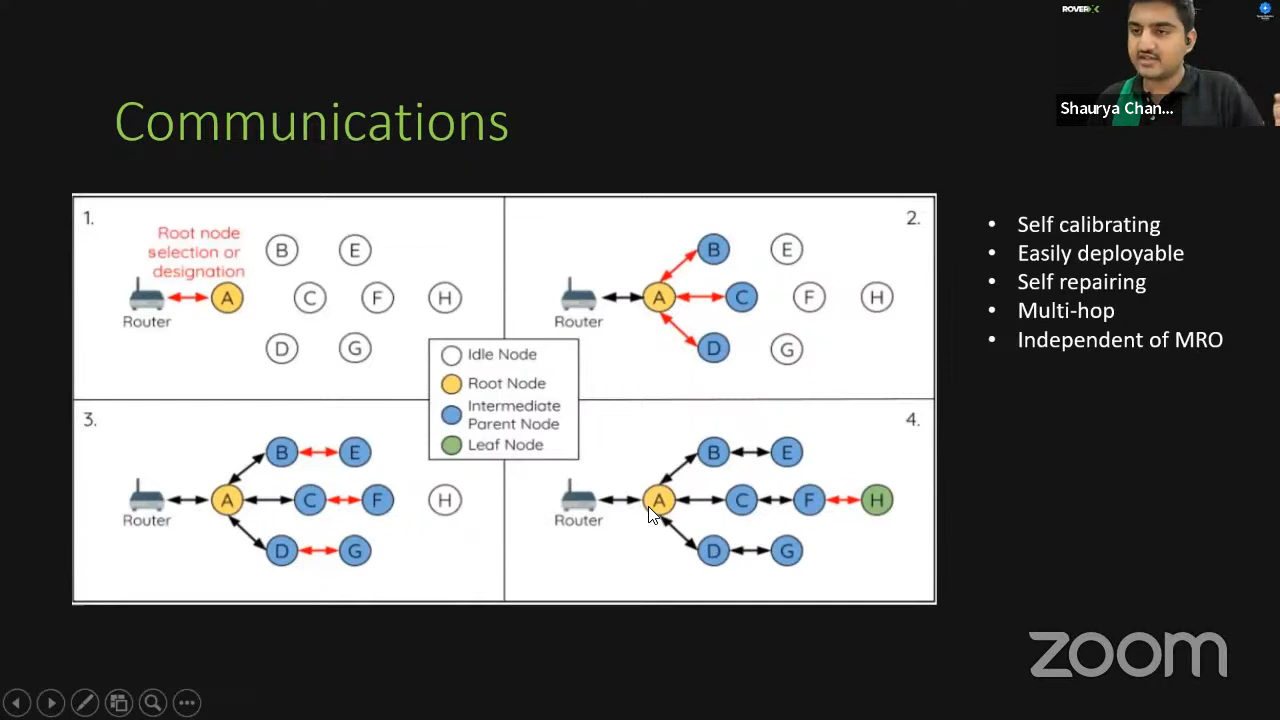 ROVERX
Shaurya Chan...
Communications
1.
Root node
selection or
designation
Router
A
B
E
C
F
H
D
G
2.
Router
A
B
E
C
F
H
D
G
Idle Node
Root Node
Intermediate
Parent Node
Leaf Node
3.
Router
A
B
E
C
F
H
D
G
4.
Router
A
B
E
C
F
H
D
G
• Self calibrating
• Easily deployable
• Self repairing
• Multi-hop
• Independent of MRO
zoom